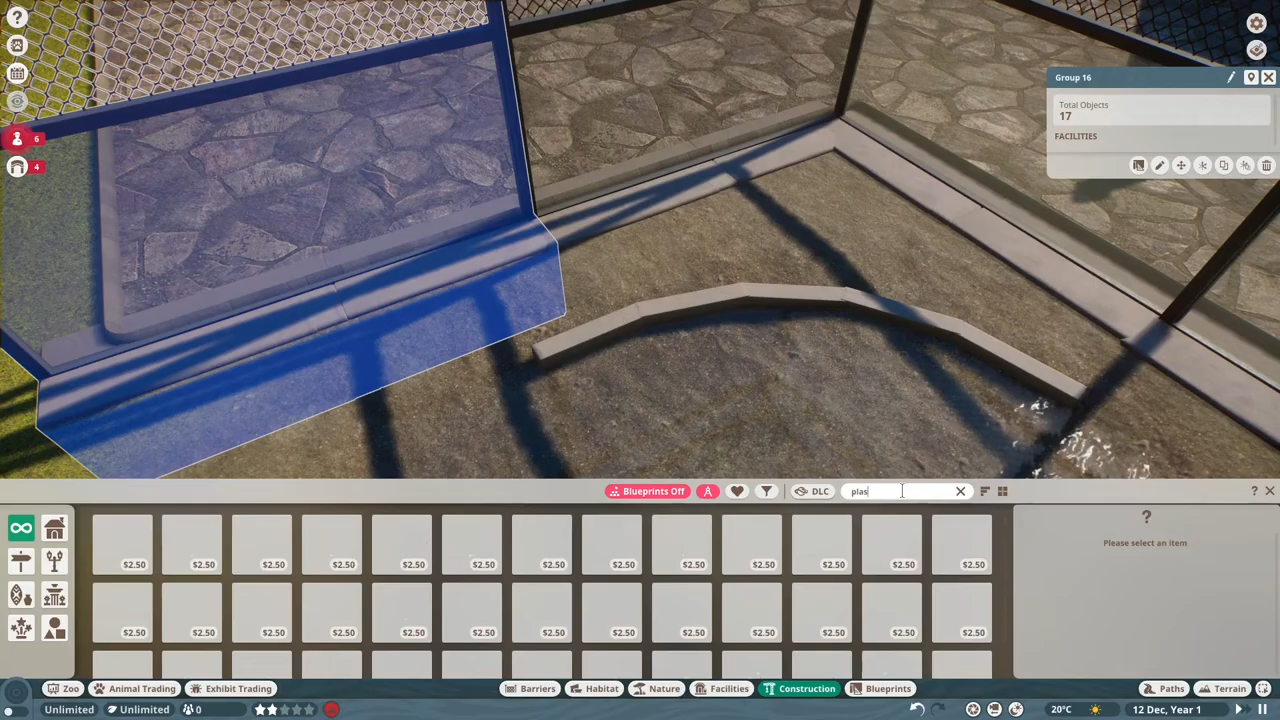 ?
6
4
Group 16
Total Objects
17
FACILITIES
Blueprints Off
DLC
plas
?
$2.50 $2.50 $2.50 $2.50 $2.50 $2.50 $2.50 $2.50 $2.50 $2.50 $2.50 $2.50 $2.50
$2.50 $2.50 $2.50 $2.50 $2.50 $2.50 $2.50 $2.50 $2.50 $2.50 $2.50 $2.50 $2.50
?
Please select an item
Zoo Animal Trading Exhibit Trading Barriers Habitat Nature Facilities Construction Blueprints Paths Terrain
Unlimited Unlimited 0 20°C 12 Dec, Year 1